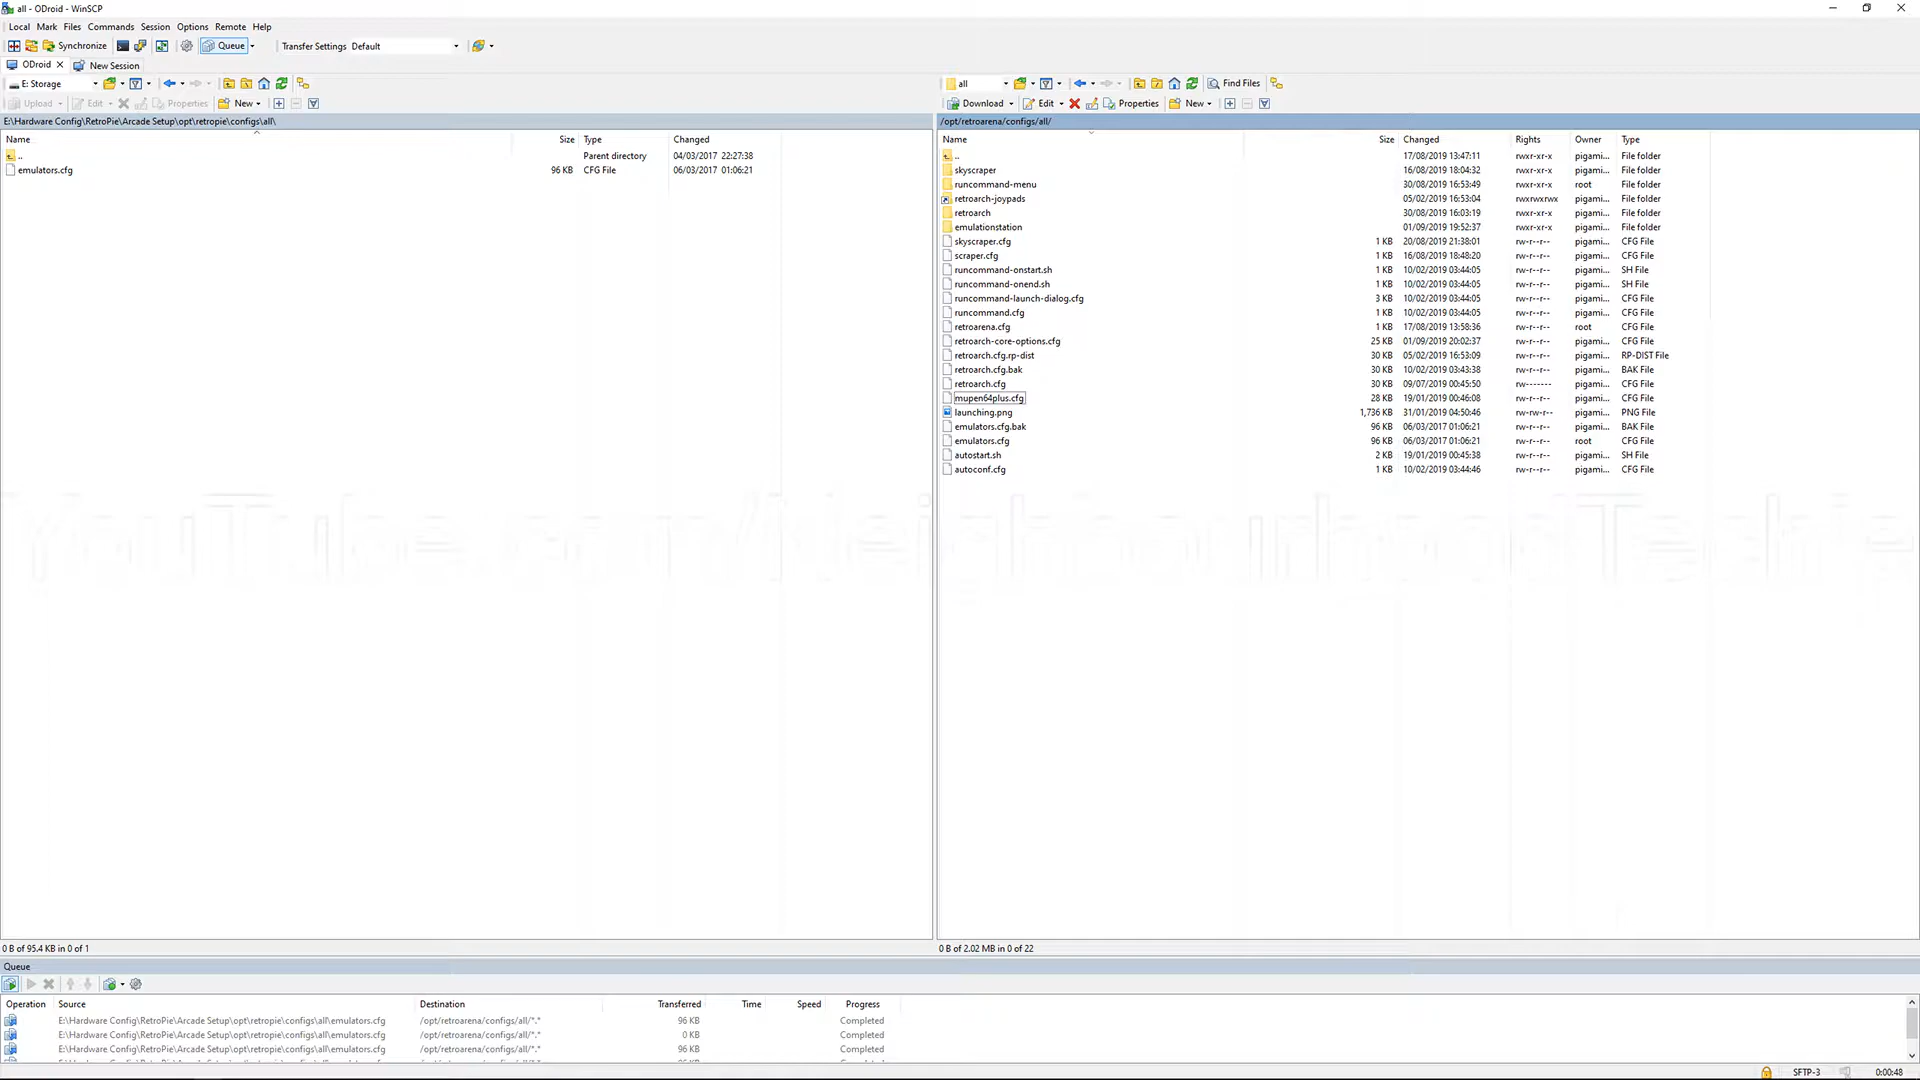 all - ODroid - WinSCP
Local Mark Files Commands Session Options Remote Help
Synchronize Queue Transfer Settings Default
ODroid New Session
E: Storage
Upload Edit Properties New
E:\Hardware Config\RetroPie\Arcade Setup\opt\retropie\configs\all\
Name Size Type Changed
.. Parent directory 04/03/2017 22:27:38
emulators.cfg 96 KB CFG File 06/03/2017 01:06:21
0 B of 95.4 KB in 0 of 1
all Find Files
Download Edit Properties New
/opt/retroarena/configs/all/
Name Size Changed Rights Owner Type
.. 17/08/2019 13:47:11 rwxr-xr-x pigami... File folder
skyscraper 16/08/2019 18:04:32 rwxr-xr-x pigami... File folder
runcommand-menu 30/08/2019 16:53:49 rwxr-xr-x root File folder
retroarch-joypads 05/02/2019 16:53:04 rwxrwxrwx pigami... File folder
retroarch 30/08/2019 16:03:19 rwxr-xr-x pigami... File folder
emulationstation 01/09/2019 19:52:37 rwxr-xr-x pigami... File folder
skyscraper.cfg 1 KB 20/08/2019 21:38:01 rw-r--r-- pigami... CFG File
scraper.cfg 1 KB 16/08/2019 18:48:20 rw-r--r-- pigami... CFG File
runcommand-onstart.sh 1 KB 10/02/2019 03:44:05 rw-r--r-- pigami... SH File
runcommand-onend.sh 1 KB 10/02/2019 03:44:05 rw-r--r-- pigami... SH File
runcommand-launch-dialog.cfg 3 KB 10/02/2019 03:44:05 rw-r--r-- pigami... CFG File
runcommand.cfg 1 KB 10/02/2019 03:44:05 rw-r--r-- pigami... CFG File
retroarena.cfg 1 KB 17/08/2019 13:58:36 rw-r--r-- root CFG File
retroarch-core-options.cfg 25 KB 01/09/2019 20:02:37 rw-r--r-- pigami... CFG File
retroarch.cfg.rp-dist 30 KB 05/02/2019 16:53:09 rw-r--r-- pigami... RP-DIST File
retroarch.cfg.bak 30 KB 10/02/2019 03:43:38 rw-r--r-- pigami... BAK File
retroarch.cfg 30 KB 09/07/2019 00:45:50 rw------- pigami... CFG File
mupen64plus.cfg 28 KB 19/01/2019 00:46:08 rw-r--r-- pigami... CFG File
launching.png 1,736 KB 31/01/2019 04:50:46 rw-rw-r-- pigami... PNG File
emulators.cfg.bak 96 KB 06/03/2017 01:06:21 rw-r--r-- pigami... BAK File
emulators.cfg 96 KB 06/03/2017 01:06:21 rw-r--r-- root CFG File
autostart.sh 2 KB 19/01/2019 00:45:38 rw-r--r-- pigami... SH File
autoconf.cfg 1 KB 10/02/2019 03:44:46 rw-r--r-- pigami... CFG File
YouTube.com/NeighbourhoodTechie
0 B of 2.02 MB in 0 of 22
Queue
Operation Source Destination Transferred Time Speed Progress
E:\Hardware Config\RetroPie\Arcade Setup\opt\retropie\configs\all\emulators.cfg /opt/retroarena/configs/all/*.* 96 KB Completed
E:\Hardware Config\RetroPie\Arcade Setup\opt\retropie\configs\all\emulators.cfg /opt/retroarena/configs/all/*.* 0 KB Completed
E:\Hardware Config\RetroPie\Arcade Setup\opt\retropie\configs\all\emulators.cfg /opt/retroarena/configs/all/*.* 96 KB Completed
SFTP-3 0:00:48